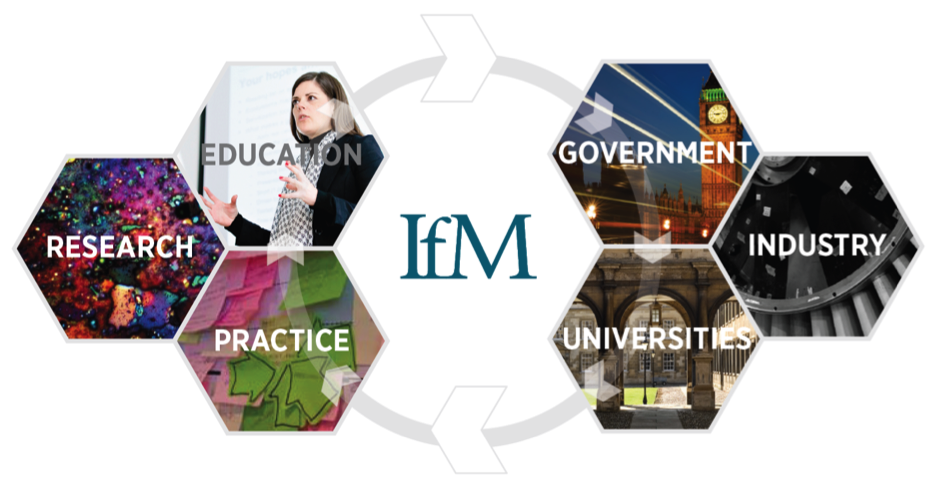 EDUCATION
GOVERNMENT
RESEARCH
IfM
INDUSTRY
PRACTICE
UNIVERSITIES